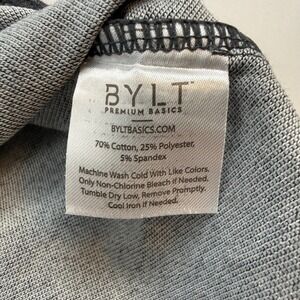 BYLT
PREMIUM BASICS
BYLTBASICS.COM
70% Cotton, 25% Polyester,
5% Spandex
Machine Wash Cold With Like Colors,
Only Non-Chlorine Bleach if Needed,
Tumble Dry Low, Remove Promptly,
Cool Iron if Needed.